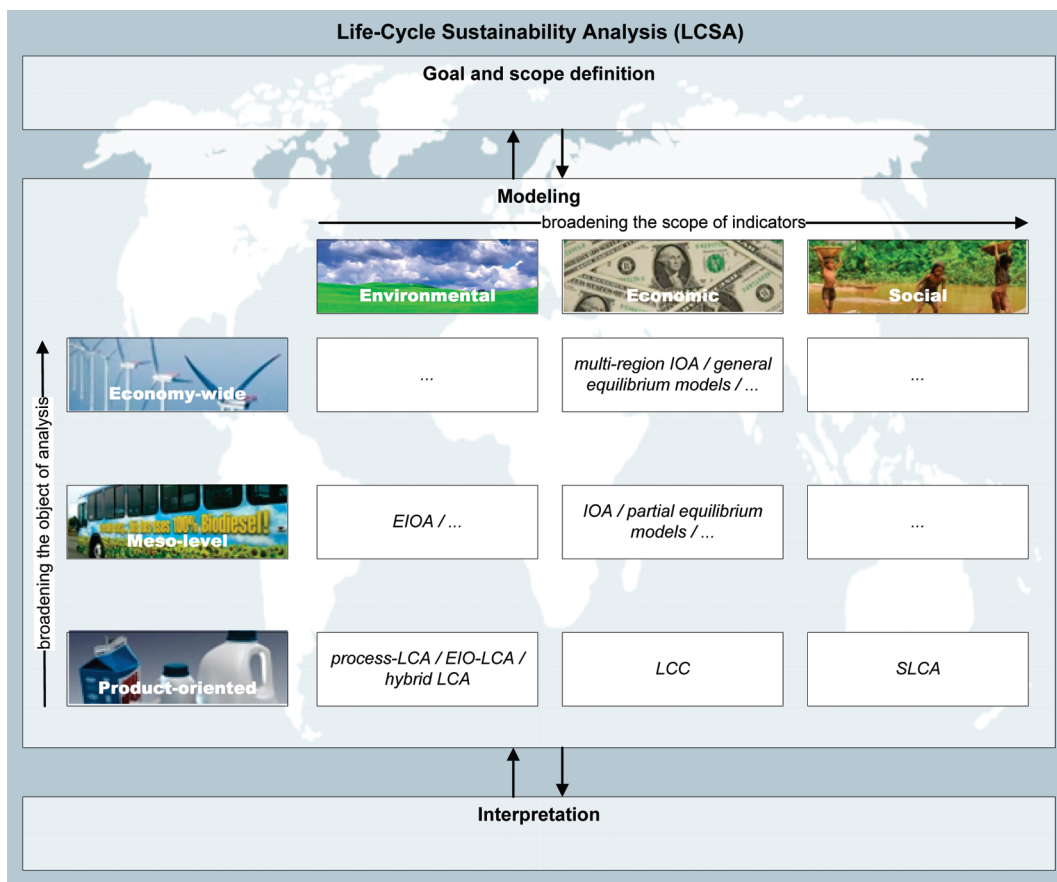 Life-Cycle Sustainability Analysis (LCSA)
Goal and scope definition
Modeling
broadening the scope of indicators
Environmental
Economic
Social
broadening the object of analysis
Economy-wide
...
multi-region IOA / general
equilibrium models / ...
...
100% Biodiesel!
Meso-level
EIOA / ...
IOA / partial equilibrium
models / ...
...
Product-oriented
process-LCA / EIO-LCA /
hybrid LCA
LCC
SLCA
Interpretation